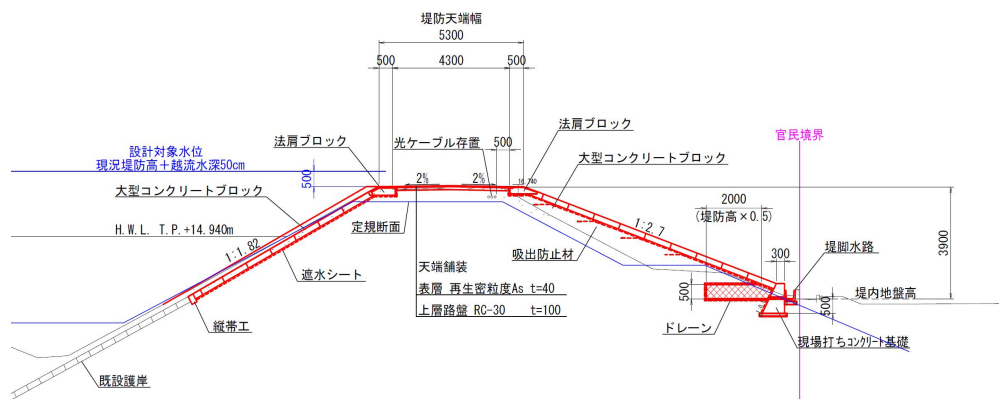 堤防天端幅
5300
500
4300
500
官民境界
法肩ブロック
光ケーブル存置
500
法肩ブロック
設計対象水位
現況堤防高＋越流水深50cm
500
大型コンクリートブロック
2%
2%
大型コンクリートブロック
2000
(堤防高×0.5)
H.W.L. T.P.+14.940m
1:1.82
定規断面
1:2.7
堤脚水路
300
3900
吸出防止材
遮水シート
天端舗装
表層 再生密粒度As t=40
上層路盤 RC-30 t=100
500
500
堤内地盤高
縦帯工
ドレーン
現場打ちｺﾝｸﾘｰﾄ基礎
既設護岸